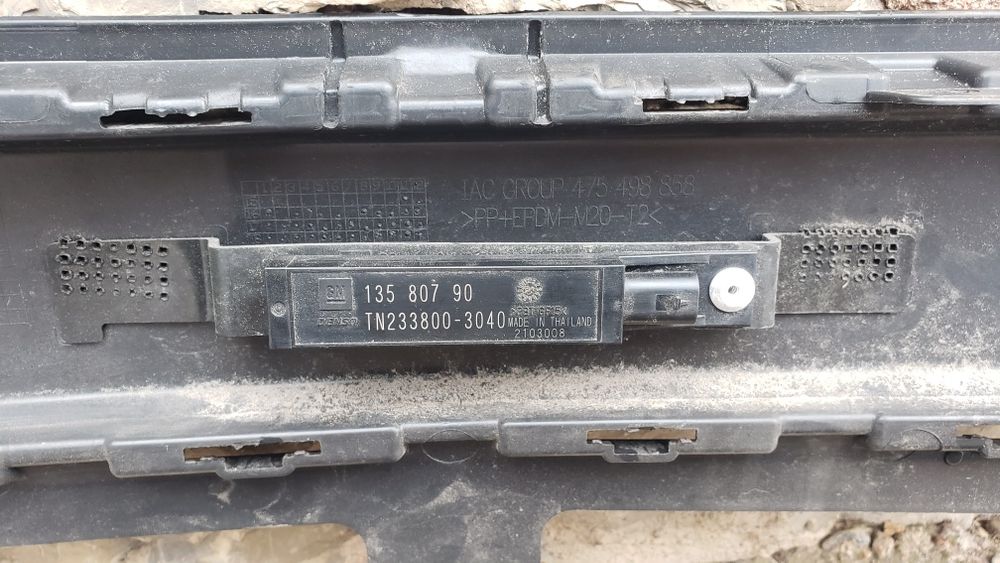 IAC GROUP 475 498 858
>PP+EPDM-M20-T2<
GM
135 807 90
DENSO
TN233800-3040
MADE IN THAILAND
2103008